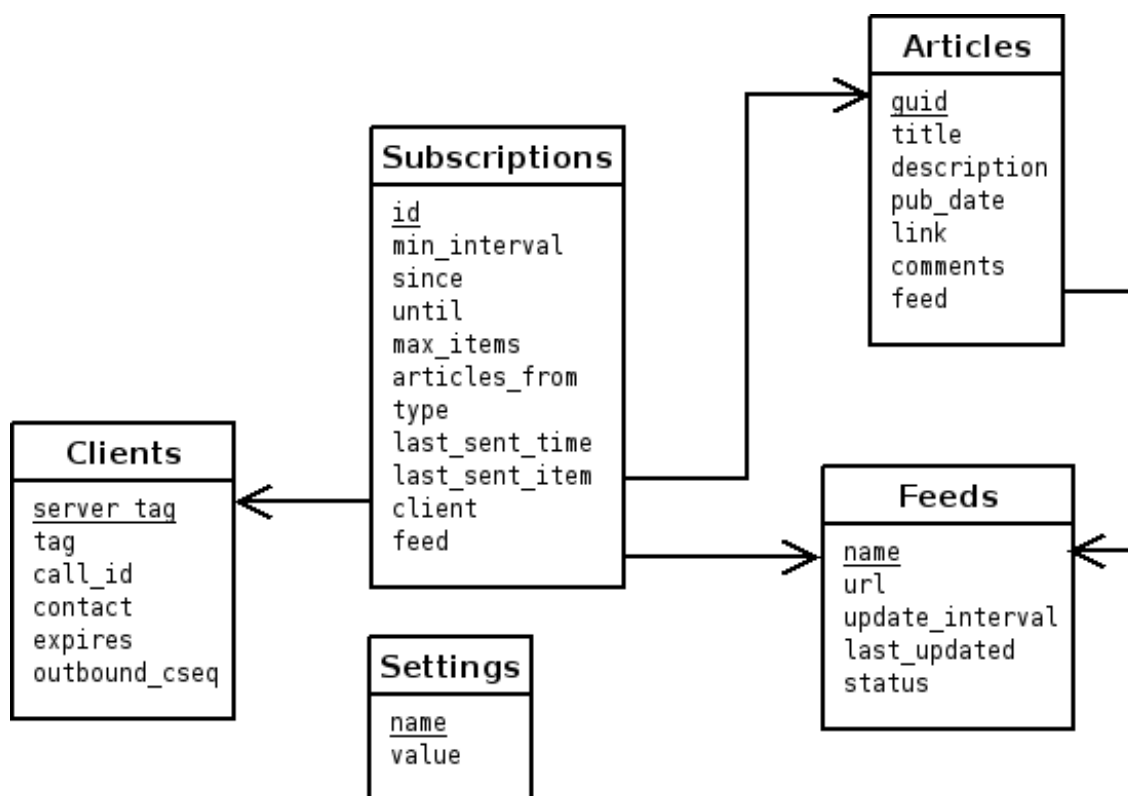 Articles
guid
title
description
pub_date
link
comments
feed
Subscriptions
id
min_interval
since
until
max_items
articles_from
type
last_sent_time
last_sent_item
client
feed
Clients
server_tag
tag
call_id
contact
expires
outbound_cseq
Feeds
name
url
update_interval
last_updated
status
Settings
name
value